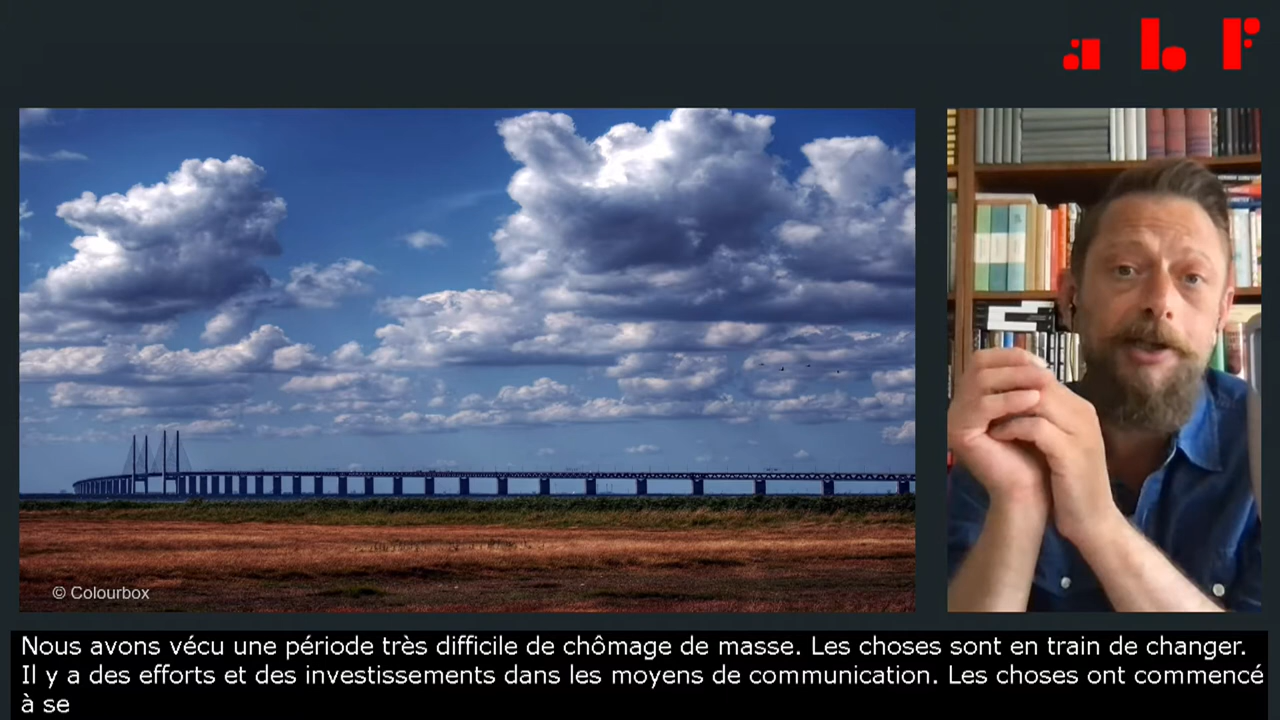 abf
© Colourbox
Nous avons vécu une période très difficile de chômage de masse. Les choses sont en train de changer.
Il y a des efforts et des investissements dans les moyens de communication. Les choses ont commencé
à se